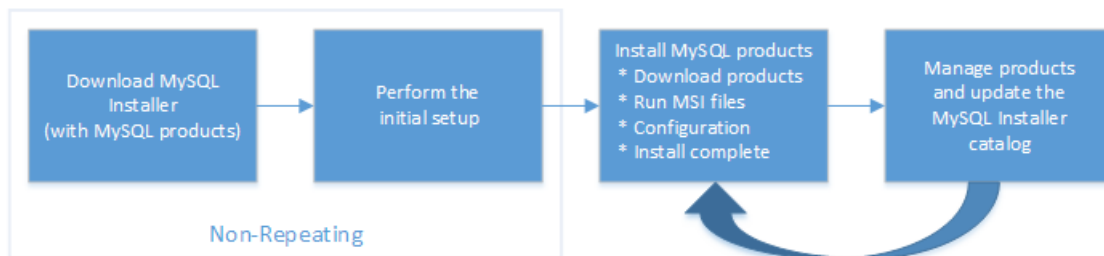 Download MySQL
Installer
(with MySQL products)
Perform the
initial setup
Install MySQL products
* Download products
* Run MSI files
* Configuration
* Install complete
Manage products
and update the
MySQL Installer
catalog
Non-Repeating